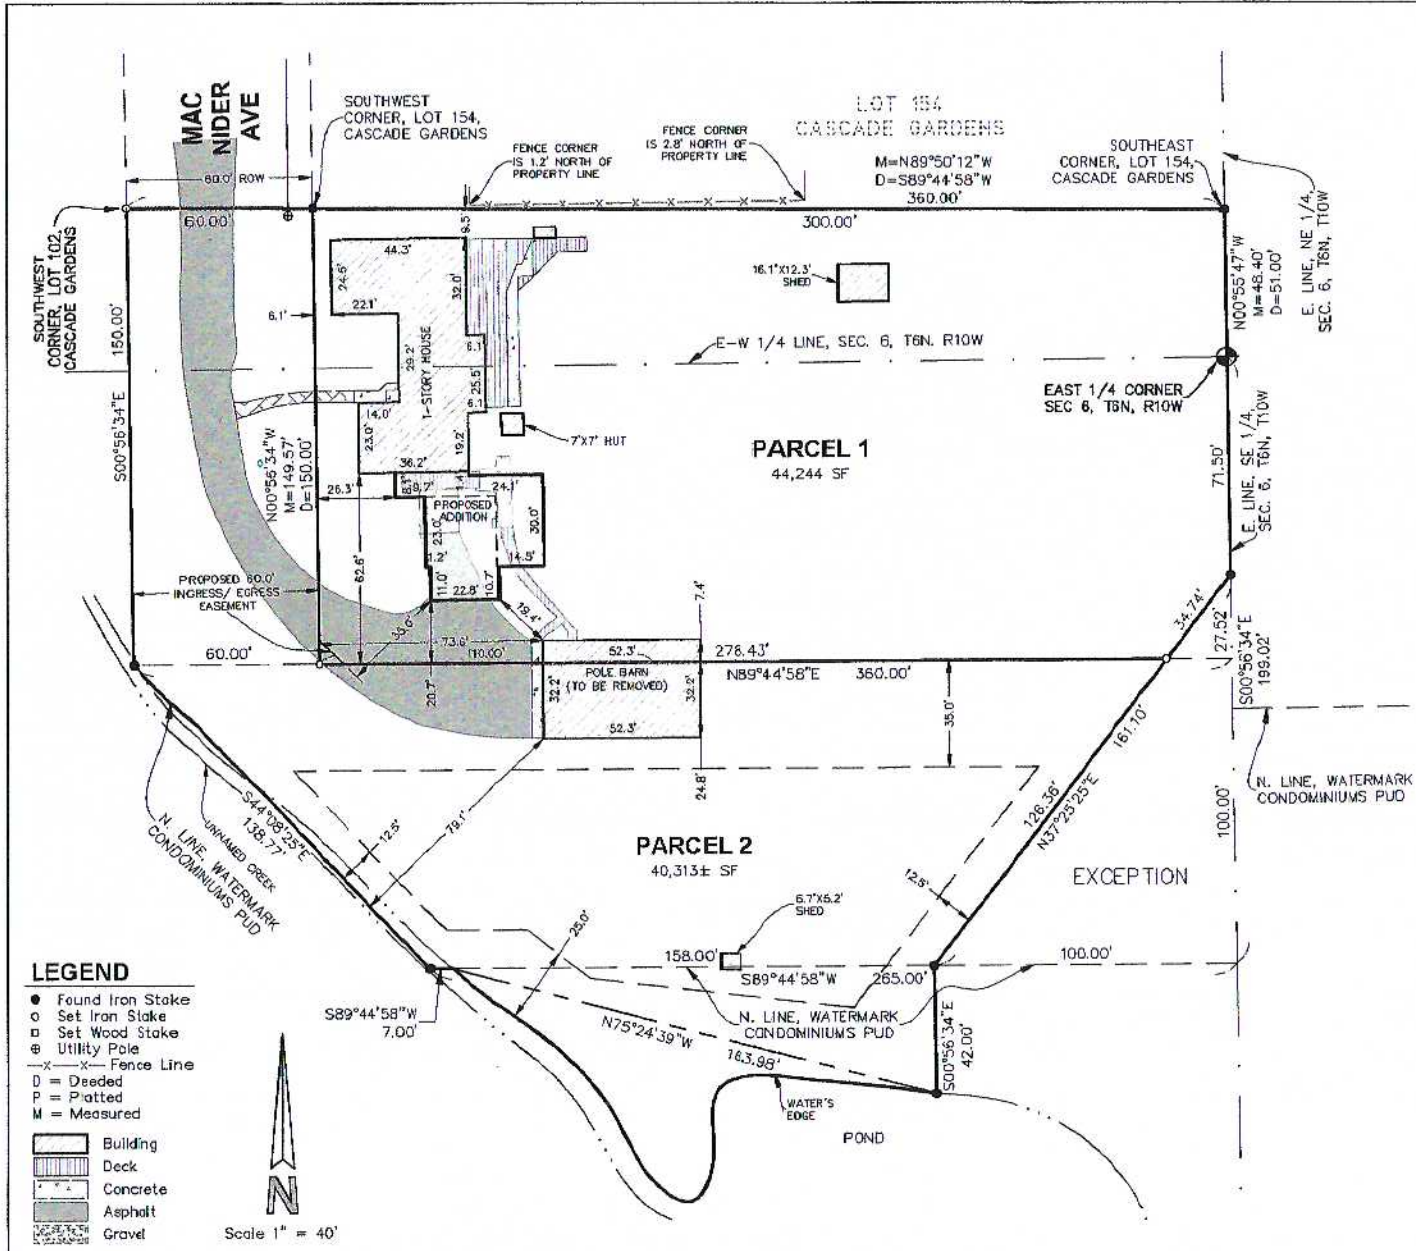 MAC
NIDER
AVE
60.0' ROW
60.00'
SOUTHWEST
CORNER, LOT 154,
CASCADE GARDENS
FENCE CORNER
IS 1.2' NORTH OF
PROPERTY LINE
FENCE CORNER
IS 2.8' NORTH OF
PROPERTY LINE
LOT 154
CASCADE GARDENS
M=N89°50'12"W
D=S89°44'58"W
360.00'
300.00'
SOUTHEAST
CORNER, LOT 154,
CASCADE GARDENS
E. LINE, NE 1/4,
SEC. 6, T6N, T10W
N00°55'47"W
M=48.40'
D=51.00'
SOUTHWEST
CORNER, LOT 102,
CASCADE GARDENS
150.00'
S00°56'34"E
9.5'
44.3'
24.6'
22.1'
32.0'
6.1'
29.2'
1-STORY HOUSE
6.1'
25.5'
6.1'
14.0'
23.0'
19.2'
36.2'
16.1'X12.3'
SHED
E-W 1/4 LINE, SEC. 6, T6N. R10W
EAST 1/4 CORNER
SEC 6, T6N, R10W
7'X7' HUT
PARCEL 1
44,244 SF
71.50'
E. LINE, SE 1/4,
SEC. 6, T6N, T10W
N00°56'34"W
M=149.57'
D=150.00'
26.3'
9.7'
1.4'
24.1'
PROPOSED
ADDITION
23.0'
30.0'
1.2'
14.5'
11.0'
22.8'
10.7'
62.6'
PROPOSED 60.0'
INGRESS/ EGRESS
EASEMENT
19.4'
7.4'
34.74'
27.52'
S00°56'34"E
199.02'
60.00'
73.6'
110.00'
52.3'
POLE BARN
(TO BE REMOVED)
32.2'
32.2'
52.3'
20.7'
278.43'
N89°44'58"E
360.00'
35.0'
161.10'
126.36'
N37°25'25"E
N. LINE, WATERMARK
CONDOMINIUMS PUD
100.00'
24.8'
79.1'
12.5'
S44°08'25"E
138.77'
UNNAMED CREEK
N. LINE, WATERMARK
CONDOMINIUMS PUD
PARCEL 2
40,313± SF
12.5'
EXCEPTION
6.7'X5.2'
SHED
25.0'
158.00'
S89°44'58"W
265.00'
100.00'
N. LINE, WATERMARK
CONDOMINIUMS PUD
S89°44'58"W
7.00'
N75°24'39"W
163.98'
S00°56'34"E
42.00'
WATER'S
EDGE
POND
LEGEND
Found Iron Stake
Set Iron Stake
Set Wood Stake
Utility Pole
—x—x— Fence Line
D = Deeded
P = Platted
M = Measured
Building
Deck
Concrete
Asphalt
Gravel
N
Scale 1" = 40'